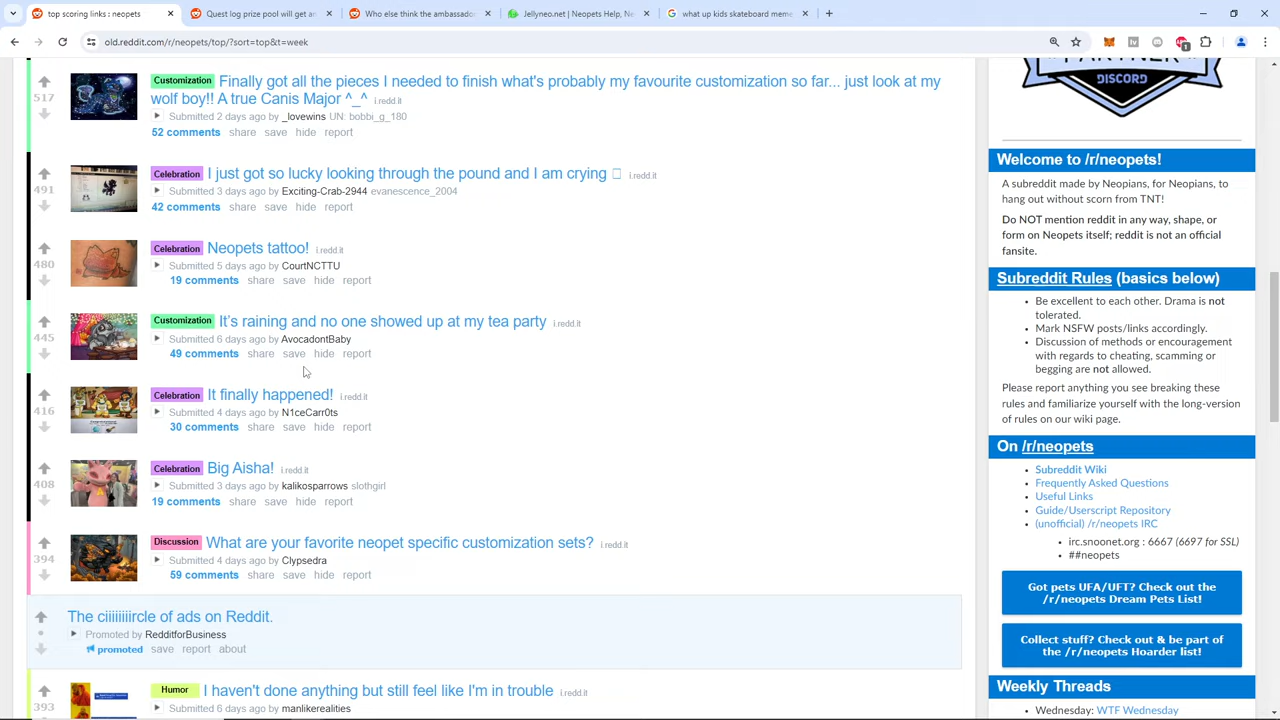 top scoring links : neopets
Quest log prize pool will get an
Who else think the ambassador
Jellyneo.net | Neopets Help, Ne
what up kids skateboard meme
old.reddit.com/r/neopets/top/?sort=top&t=week
1
PARTNER
DISCORD
517
Customization Finally got all the pieces I needed to finish what's probably my favourite customization so far... just look at my
wolf boy!! A true Canis Major ^_^ i.redd.it
Submitted 2 days ago by _lovewins UN: bobbi_g_180
52 comments share save hide report
491
Celebration I just got so lucky looking through the pound and I am crying i.redd.it
Submitted 3 days ago by Exciting-Crab-2944 evanescence_2004
42 comments share save hide report
480
Celebration Neopets tattoo! i.redd.it
Submitted 5 days ago by CourtNCTTU
19 comments share save hide report
445
Customization It's raining and no one showed up at my tea party i.redd.it
Submitted 6 days ago by AvocadontBaby
49 comments share save hide report
416
Celebration It finally happened! i.redd.it
Submitted 4 days ago by N1ceCarr0ts
30 comments share save hide report
408
Celebration Big Aisha! i.redd.it
Submitted 3 days ago by kalikosparrows slothgirl
19 comments share save hide report
394
Discussion What are your favorite neopet specific customization sets? i.redd.it
Submitted 4 days ago by Clypsedra
59 comments share save hide report
The ciiiiiiircle of ads on Reddit.
Promoted by RedditforBusiness
promoted save report about
393
Humor I haven't done anything but still feel like I'm in trouble i.redd.it
Submitted 6 days ago by manlikerealities
Welcome to /r/neopets!
A subreddit made by Neopians, for Neopians, to
hang out without scorn from TNT!
Do NOT mention reddit in any way, shape, or
form on Neopets itself; reddit is not an official
fansite.
Subreddit Rules (basics below)
Be excellent to each other. Drama is not
tolerated.
Mark NSFW posts/links accordingly.
Discussion of methods or encouragement
with regards to cheating, scamming or
begging are not allowed.
Please report anything you see breaking these
rules and familiarize yourself with the long-version
of rules on our wiki page.
On /r/neopets
Subreddit Wiki
Frequently Asked Questions
Useful Links
Guide/Userscript Repository
(unofficial) /r/neopets IRC
irc.snoonet.org : 6667 (6697 for SSL)
##neopets
Got pets UFA/UFT? Check out the
/r/neopets Dream Pets List!
Collect stuff? Check out & be part of
the /r/neopets Hoarder list!
Weekly Threads
Wednesday: WTF Wednesday